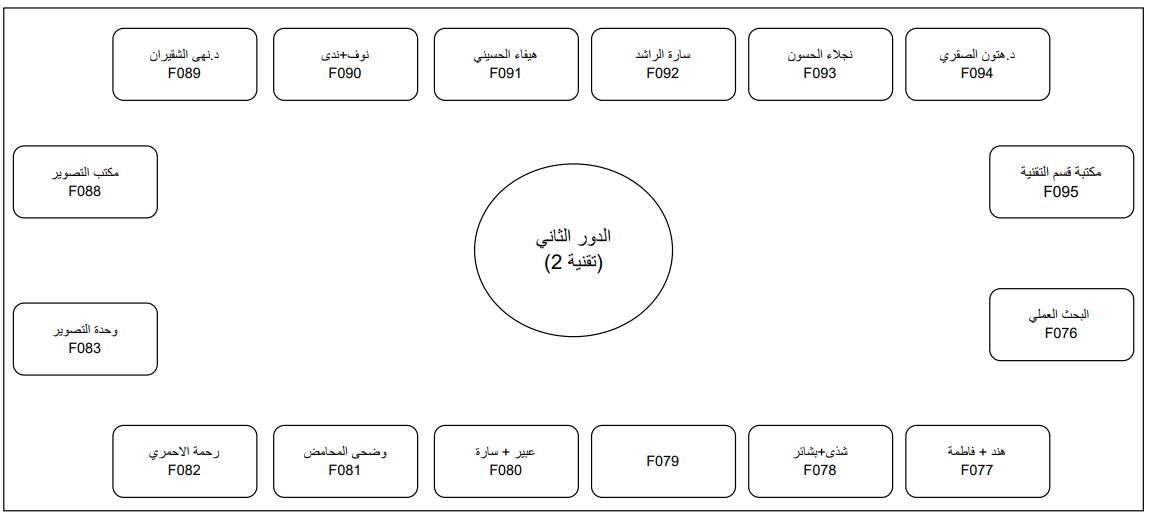 د.هتون الصقري
F094
نجلاء الحسون
F093
سارة الراشد
F092
هيفاء الحسيني
F091
نوف+ندى
F090
د.نهى الشقيران
F089
مكتبة قسم التقنية
F095
مكتب التصوير
F088
الدور الثاني
(تقنية 2)
البحث العملي
F076
وحدة التصوير
F083
هند + فاطمة
F077
شذى+بشائر
F078
F079
عبير + سارة
F080
وضحى المحامض
F081
رحمة الاحمري
F082